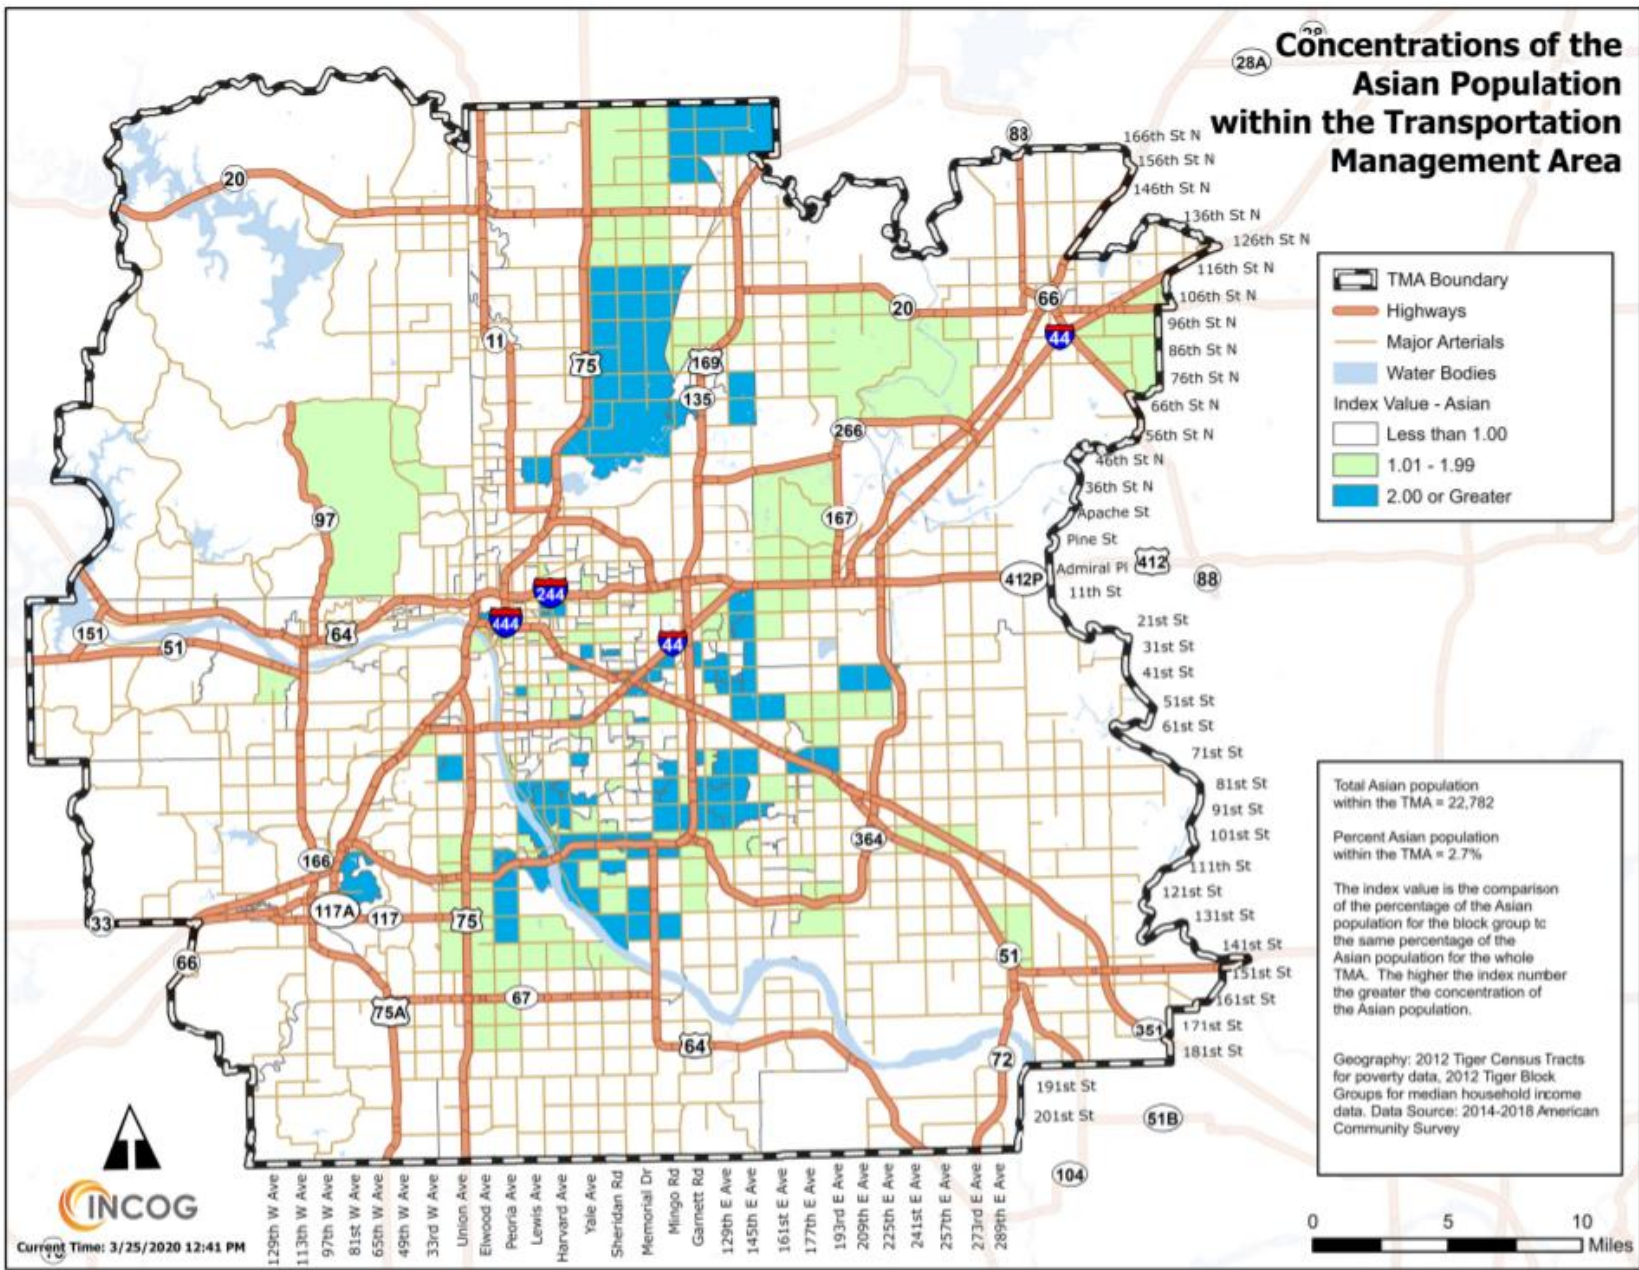 Concentrations of the
Asian Population
within the Transportation
Management Area
28
28A
88
166th St N
156th St N
146th St N
136th St N
126th St N
116th St N
106th St N
96th St N
86th St N
76th St N
66th St N
56th St N
46th St N
36th St N
Apache St
Pine St
Admiral Pl
11th St
21st St
31st St
41st St
51st St
61st St
71st St
81st St
91st St
101st St
111th St
121st St
131st St
141st St
151st St
161st St
171st St
181st St
191st St
201st St
20
11
75
169
135
20
66
44
266
97
167
412P
412
88
244
444
44
64
151
51
364
166
117A
117
75
33
66
51
67
75A
64
351
72
51B
104
TMA Boundary
Highways
Major Arterials
Water Bodies
Index Value - Asian
Less than 1.00
1.01 - 1.99
2.00 or Greater
Total Asian population
within the TMA = 22,782
Percent Asian population
within the TMA = 2.7%
The index value is the comparison
of the percentage of the Asian
population for the block group to
the same percentage of the
Asian population for the whole
TMA. The higher the index number
the greater the concentration of
the Asian population.
Geography: 2012 Tiger Census Tracts
for poverty data, 2012 Tiger Block
Groups for median household income
data. Data Source: 2014-2018 American
Community Survey
INCOG
Current Time: 3/25/2020 12:41 PM
129th W Ave
113th W Ave
97th W Ave
81st W Ave
65th W Ave
49th W Ave
33rd W Ave
Union Ave
Elwood Ave
Peoria Ave
Lewis Ave
Harvard Ave
Yale Ave
Sheridan Rd
Memorial Dr
Mingo Rd
Garnett Rd
129th E Ave
145th E Ave
161st E Ave
177th E Ave
193rd E Ave
209th E Ave
225th E Ave
241st E Ave
257th E Ave
273rd E Ave
289th E Ave
0 5 10
Miles